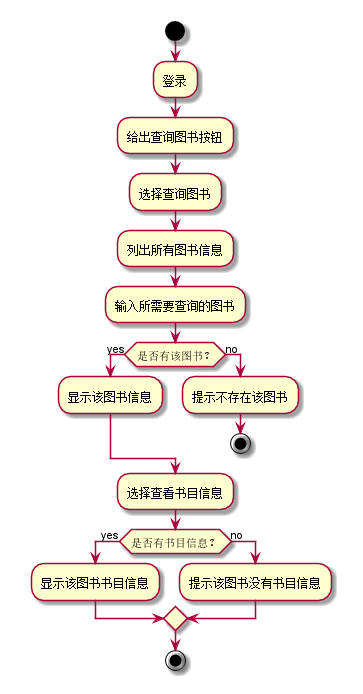 登录
给出查询图书按钮
选择查询图书
列出所有图书信息
输入所需要查询的图书
yes
是否有该图书？
no
显示该图书信息
提示不存在该图书
选择查看书目信息
yes
是否有书目信息？
no
显示该图书书目信息
提示该图书没有书目信息